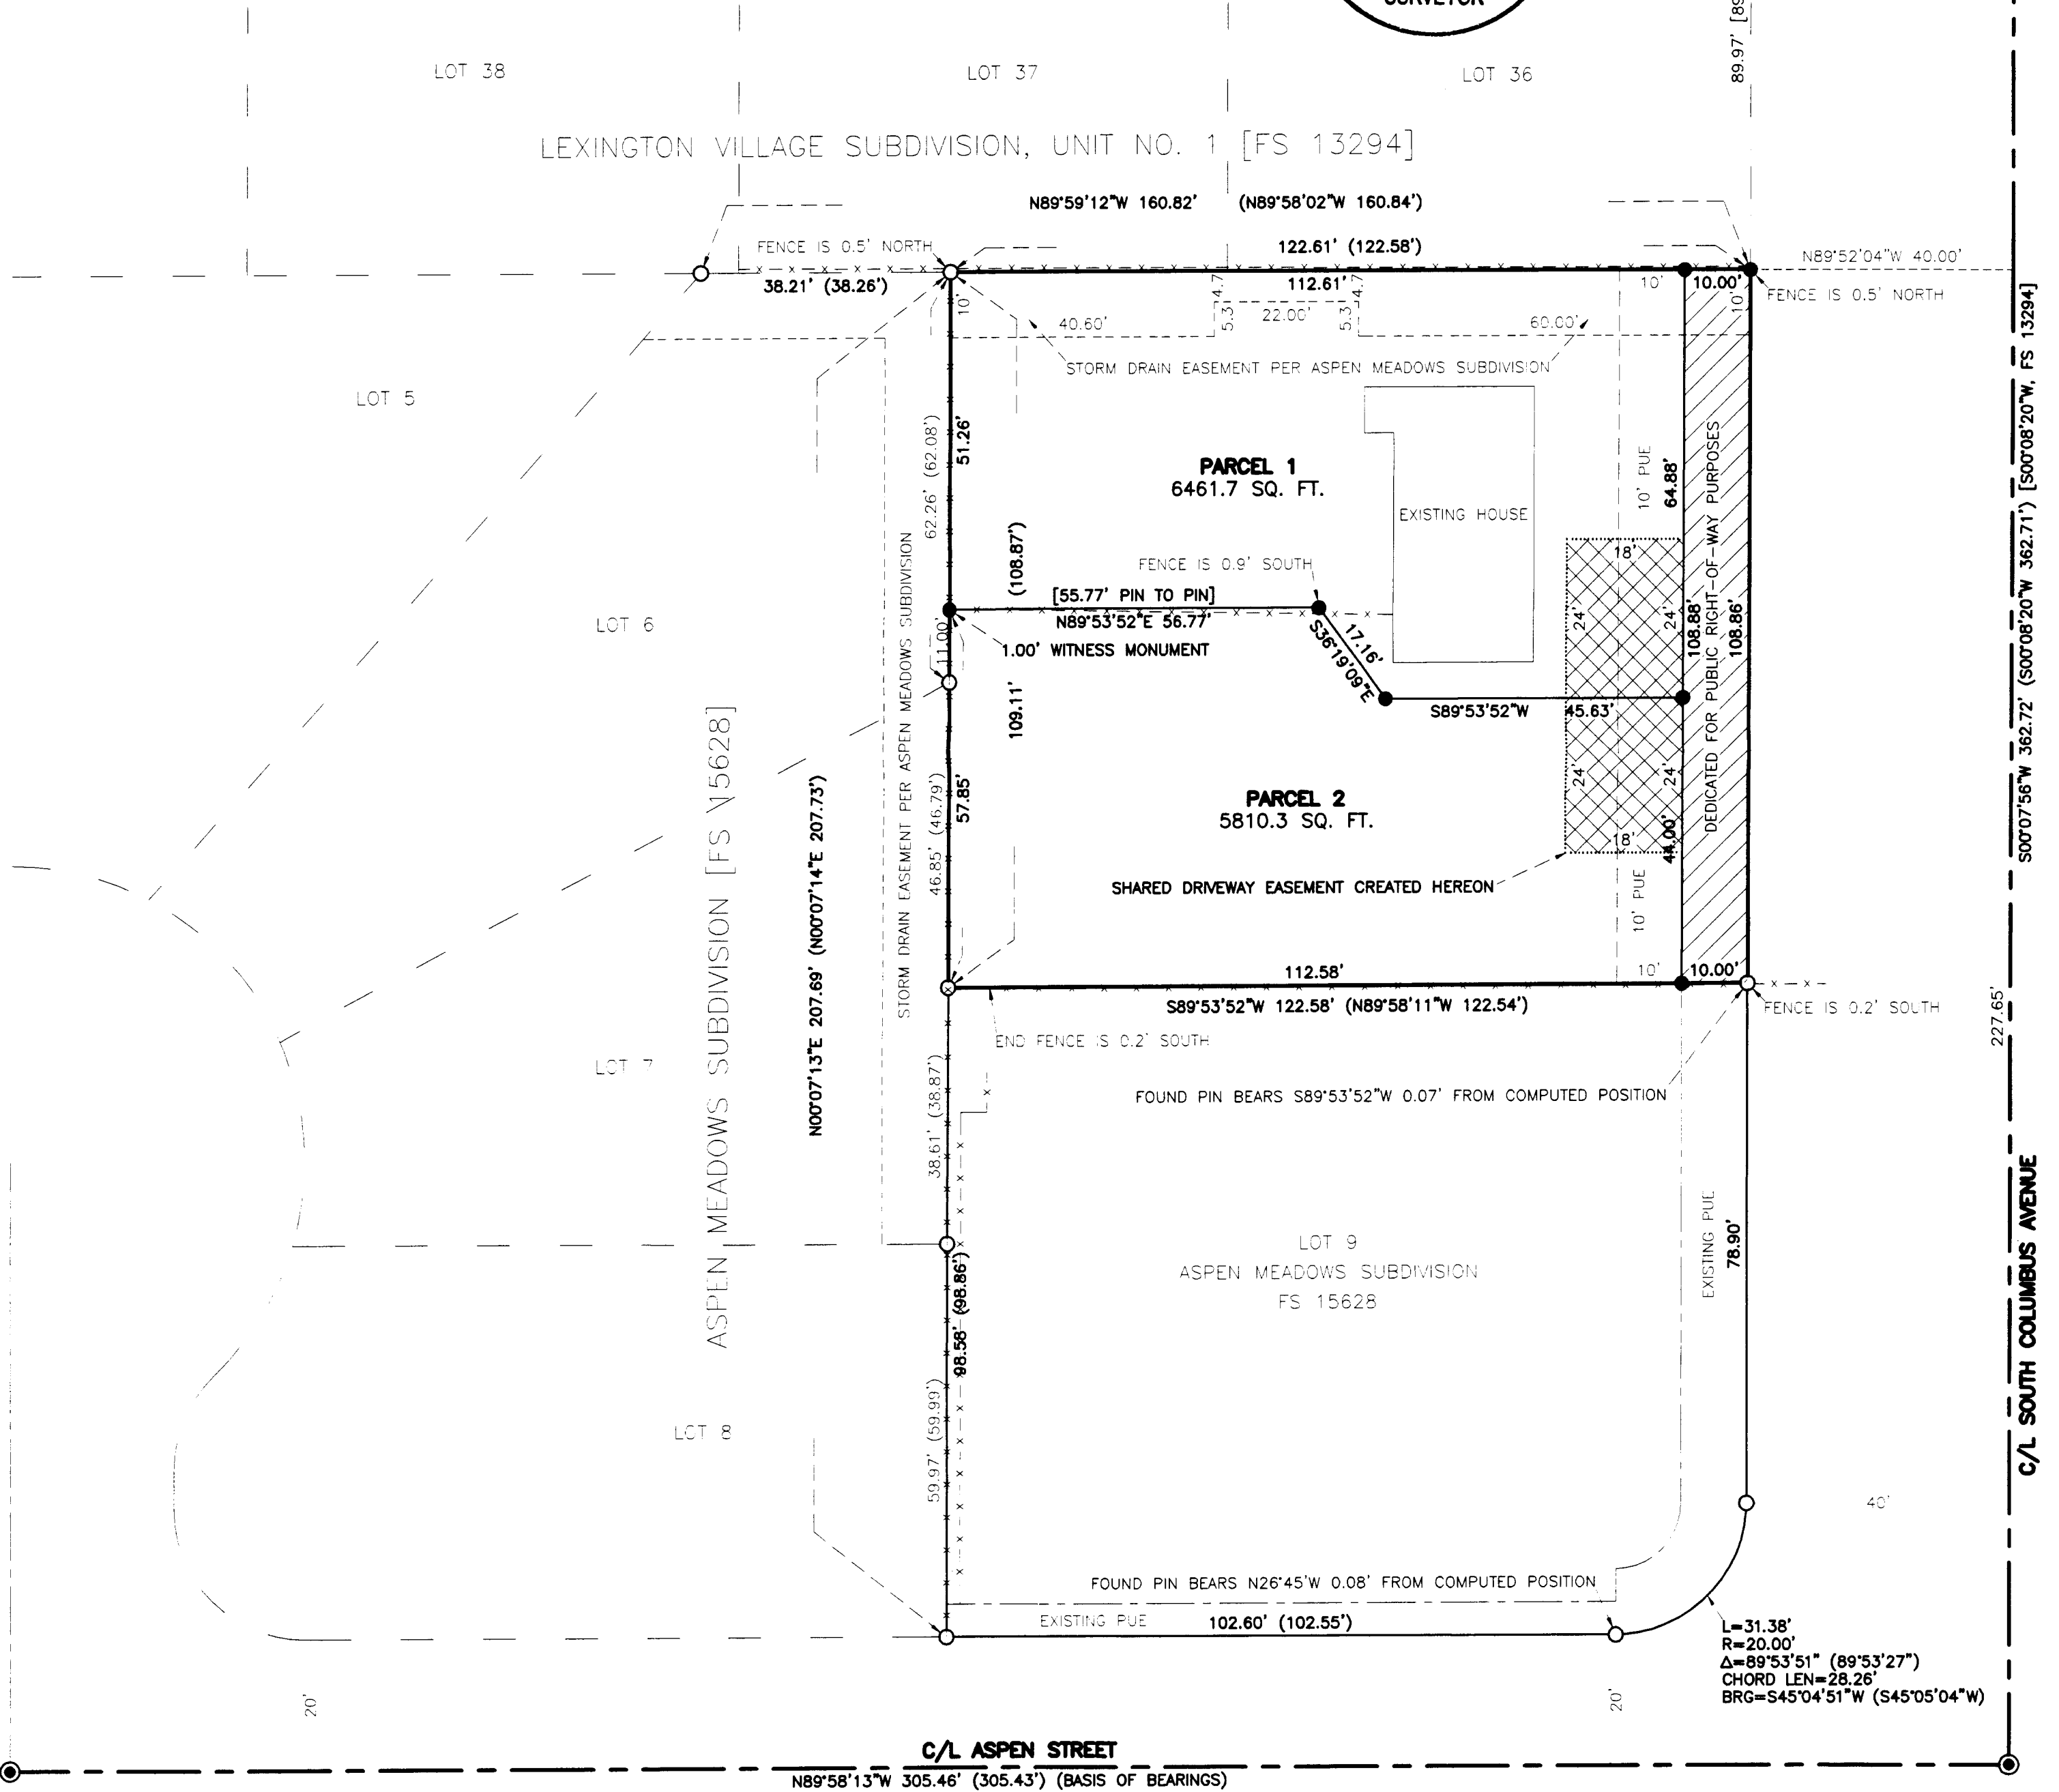 SURVEYOR
89.97' [89
LOT 38
LOT 37
LOT 36
LEXINGTON VILLAGE SUBDIVISION, UNIT NO. 1 [FS 13294]
N89°59'12"W 160.82' (N89°58'02"W 160.84')
FENCE IS 0.5' NORTH
122.61' (122.58')
N89°52'04"W 40.00'
38.21' (38.26')
112.61'
10'
10.00'
FENCE IS 0.5' NORTH
10'
10'
4.7
4.7
5.3
5.3
40.60'
22.00'
60.00'
STORM DRAIN EASEMENT PER ASPEN MEADOWS SUBDIVISION
LOT 5
62.26' (62.08')
51.26'
PARCEL 1
6461.7 SQ. FT.
EXISTING HOUSE
10' PUE
64.88'
DEDICATED FOR PUBLIC RIGHT-OF-WAY PURPOSES
S00°07'56"W 362.72' (S00°08'20"W 362.71') [S00°08'20"W, FS 13294]
(108.87')
FENCE IS 0.9' SOUTH
18'
[55.77' PIN TO PIN]
N89°53'52"E 56.77'
1.00' WITNESS MONUMENT
11.00'
17.16'
S36°19'09"E
24'
24'
108.88'
108.86'
LOT 6
STORM DRAIN EASEMENT PER ASPEN MEADOWS SUBDIVISION
109.11'
S89°53'52"W 45.63'
ASPEN MEADOWS SUBDIVISION [FS 15628]
N00°07'13"E 207.69' (N00°07'14"E 207.73')
46.85' (46.79')
57.85'
PARCEL 2
5810.3 SQ. FT.
24'
24'
18'
44.00'
SHARED DRIVEWAY EASEMENT CREATED HEREON
10' PUE
112.58'
10'
10.00'
S89°53'52"W 122.58' (N89°58'11"W 122.54')
FENCE IS 0.2' SOUTH
END FENCE IS 0.2' SOUTH
227.65'
LOT 7
38.61' (38.87')
FOUND PIN BEARS S89°53'52"W 0.07' FROM COMPUTED POSITION
EXISTING PUE
78.90'
C/L SOUTH COLUMBUS AVENUE
LOT 9
ASPEN MEADOWS SUBDIVISION
FS 15628
98.58' (98.86')
59.97' (59.99')
LOT 8
40'
FOUND PIN BEARS N26°45'W 0.08' FROM COMPUTED POSITION
EXISTING PUE
102.60' (102.55')
L=31.38'
R=20.00'
Δ=89°53'51" (89°53'27")
CHORD LEN=28.26'
BRG=S45°04'51"W (S45°05'04"W)
20'
20'
C/L ASPEN STREET
N89°58'13"W 305.46' (305.43') (BASIS OF BEARINGS)